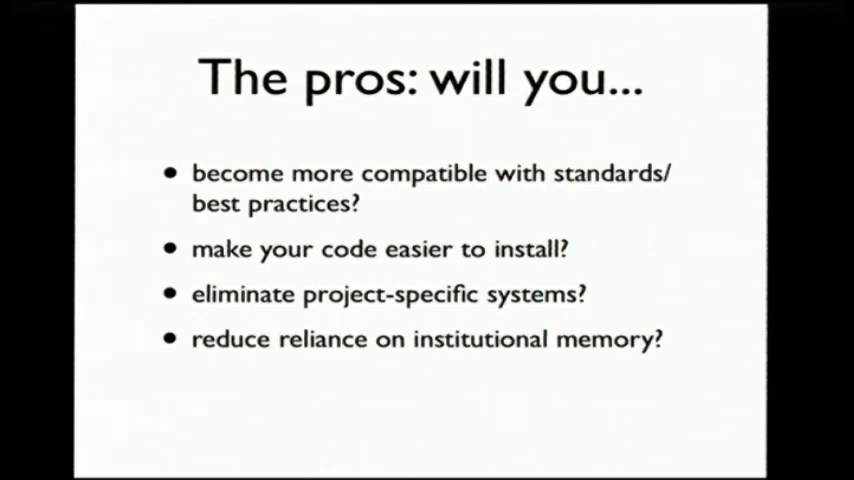 The pros: will you...
• become more compatible with standards/
best practices?
• make your code easier to install?
• eliminate project-specific systems?
• reduce reliance on institutional memory?